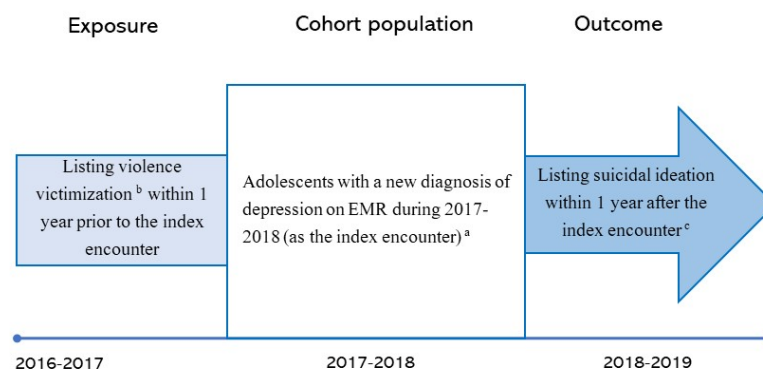 Exposure
Cohort population
Outcome
Listing violence
victimization ᵇ within 1
year prior to the index
encounter
Adolescents with a new diagnosis of
depression on EMR during 2017-
2018 (as the index encounter) ᵃ
Listing suicidal ideation
within 1 year after the
index encounter ᶜ
2016-2017
2017-2018
2018-2019